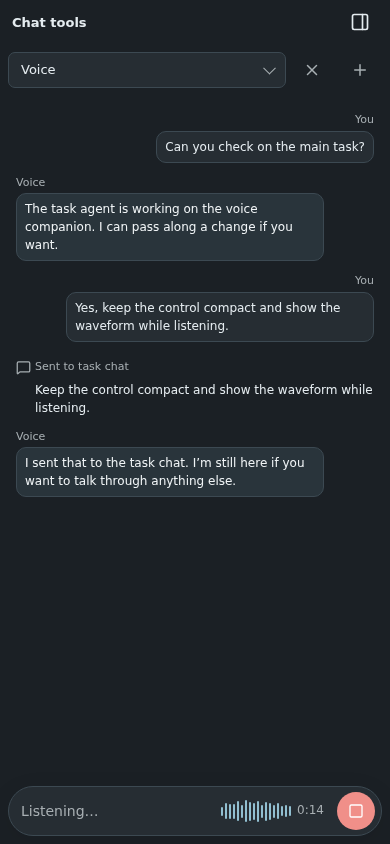 Chat tools
Voice
You
Can you check on the main task?
Voice
The task agent is working on the voice
companion. I can pass along a change if you
want.
You
Yes, keep the control compact and show the
waveform while listening.
Sent to task chat
Keep the control compact and show the waveform while
listening.
Voice
I sent that to the task chat. I’m still here if you
want to talk through anything else.
Listening...
0:14